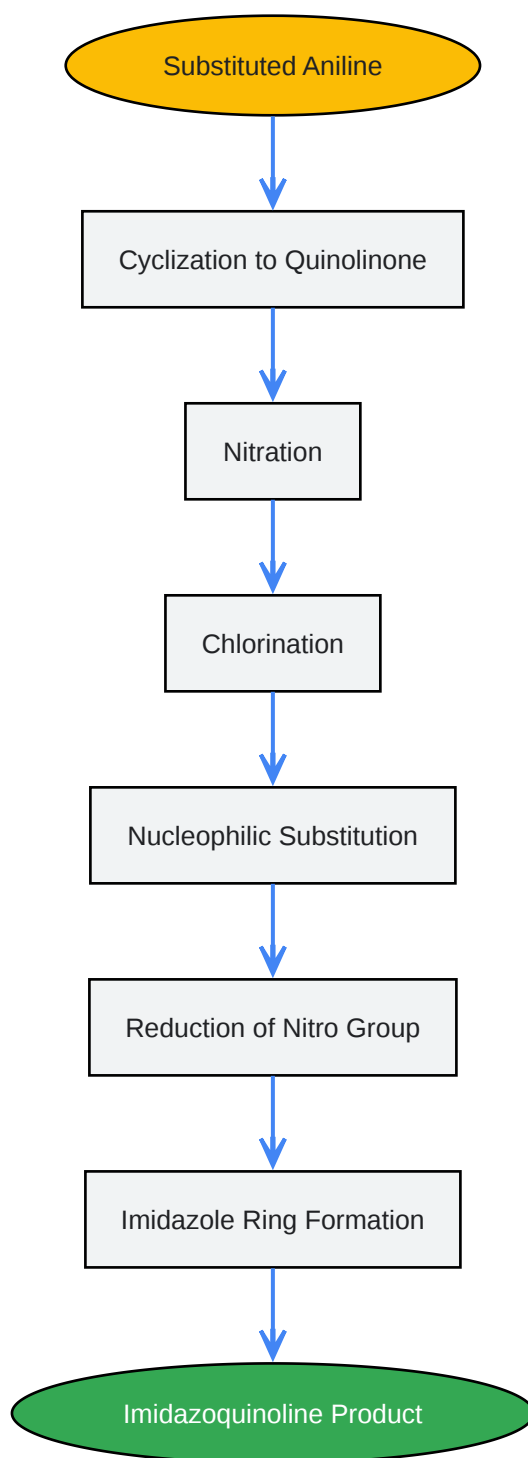 Substituted Aniline
Cyclization to Quinolinone
Nitration
Chlorination
Nucleophilic Substitution
Reduction of Nitro Group
Imidazole Ring Formation
Imidazoquinoline Product